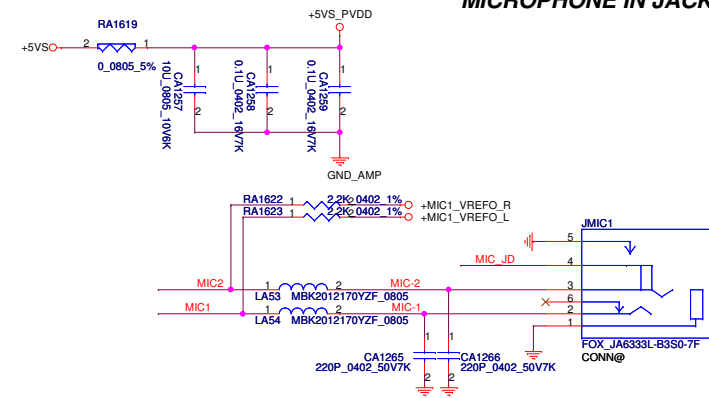 MICROPHONE IN JACK
+5VS_PVDD
RA1619
+5VS
2
1
0_0805_5%
1
CA1257
10U_0805_10V6K
2
1
CA1258
0.1U_0402_16V7K
2
1
CA1259
0.1U_0402_16V7K
2
GND_AMP
RA1622 1 2 2.2K_0402_1% +MIC1_VREFO_R
RA1623 1 2 2.2K_0402_1% +MIC1_VREFO_L
JMIC1
5
MIC_JD 4
MIC2 1 2 MIC-2 3
LA53 MBK2012170YZF_0805
6
MIC1 1 2 MIC-1 2
LA54 MBK2012170YZF_0805
1
FOX_JA6333L-B3S0-7F
CONN@
1 1
CA1265 CA1266
220P_0402_50V7K 220P_0402_50V7K
2 2